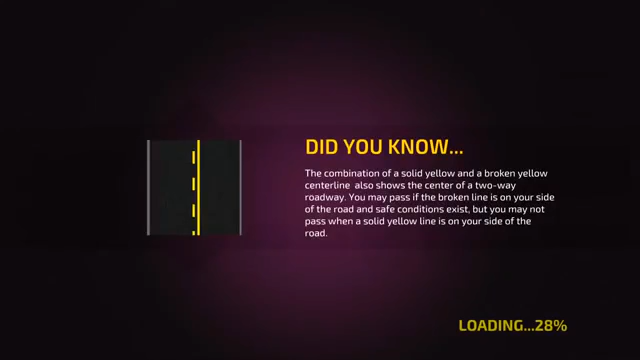 DID YOU KNOW...
The combination of a solid yellow and a broken yellow
centerline also shows the center of a two-way
roadway. You may pass if the broken line is on your side
of the road and safe conditions exist, but you may not
pass when a solid yellow line is on your side of the
road.
LOADING...28%